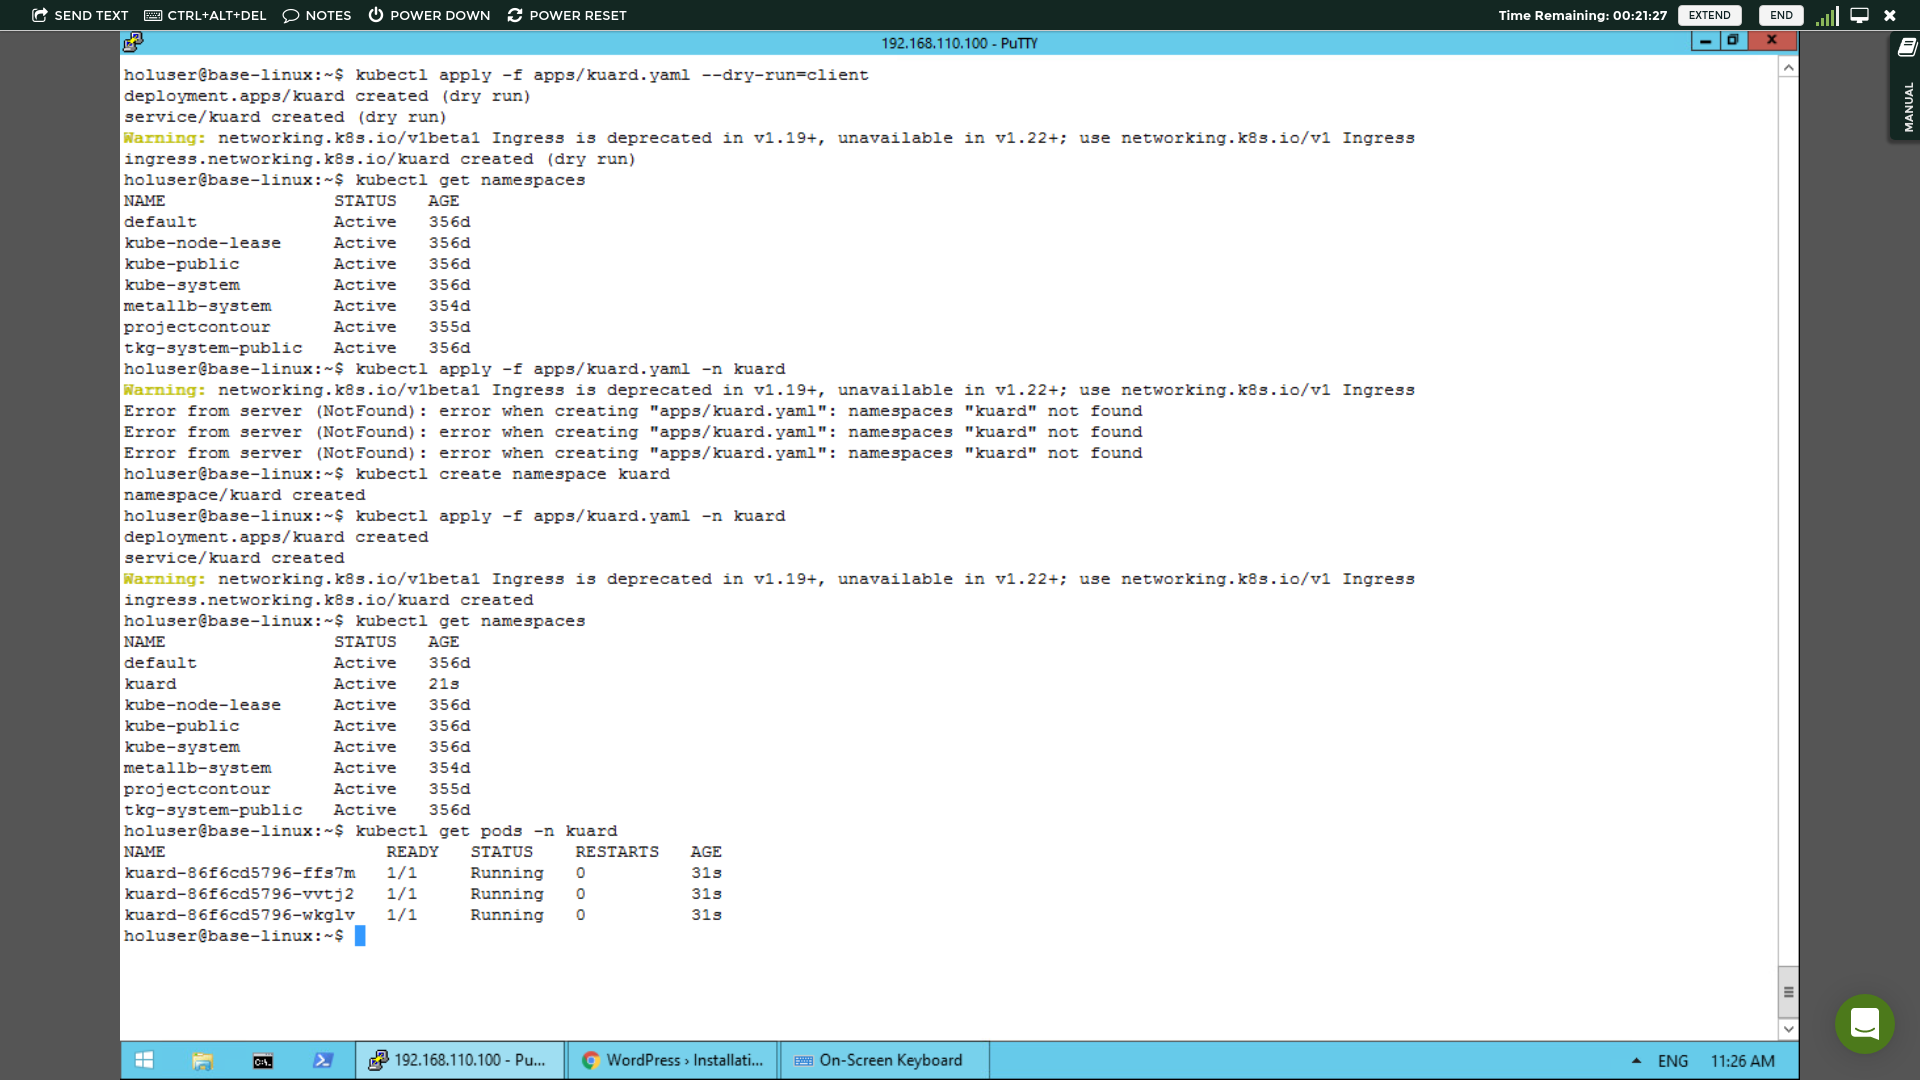 SEND TEXT CTRL+ALT+DEL NOTES POWER DOWN POWER RESET Time Remaining: 00:21:27 EXTEND END
192.168.110.100 - PuTTY
MANUAL
holuser@base-linux:~$ kubectl apply -f apps/kuard.yaml --dry-run=client
deployment.apps/kuard created (dry run)
service/kuard created (dry run)
Warning: networking.k8s.io/v1beta1 Ingress is deprecated in v1.19+, unavailable in v1.22+; use networking.k8s.io/v1 Ingress
ingress.networking.k8s.io/kuard created (dry run)
holuser@base-linux:~$ kubectl get namespaces
NAME STATUS AGE
default Active 356d
kube-node-lease Active 356d
kube-public Active 356d
kube-system Active 356d
metallb-system Active 354d
projectcontour Active 355d
tkg-system-public Active 356d
holuser@base-linux:~$ kubectl apply -f apps/kuard.yaml -n kuard
Warning: networking.k8s.io/v1beta1 Ingress is deprecated in v1.19+, unavailable in v1.22+; use networking.k8s.io/v1 Ingress
Error from server (NotFound): error when creating "apps/kuard.yaml": namespaces "kuard" not found
Error from server (NotFound): error when creating "apps/kuard.yaml": namespaces "kuard" not found
Error from server (NotFound): error when creating "apps/kuard.yaml": namespaces "kuard" not found
holuser@base-linux:~$ kubectl create namespace kuard
namespace/kuard created
holuser@base-linux:~$ kubectl apply -f apps/kuard.yaml -n kuard
deployment.apps/kuard created
service/kuard created
Warning: networking.k8s.io/v1beta1 Ingress is deprecated in v1.19+, unavailable in v1.22+; use networking.k8s.io/v1 Ingress
ingress.networking.k8s.io/kuard created
holuser@base-linux:~$ kubectl get namespaces
NAME STATUS AGE
default Active 356d
kuard Active 21s
kube-node-lease Active 356d
kube-public Active 356d
kube-system Active 356d
metallb-system Active 354d
projectcontour Active 355d
tkg-system-public Active 356d
holuser@base-linux:~$ kubectl get pods -n kuard
NAME READY STATUS RESTARTS AGE
kuard-86f6cd5796-ffs7m 1/1 Running 0 31s
kuard-86f6cd5796-vvtj2 1/1 Running 0 31s
kuard-86f6cd5796-wkglv 1/1 Running 0 31s
holuser@base-linux:~$
192.168.110.100 - Pu... WordPress › Installati... On-Screen Keyboard ENG 11:26 AM